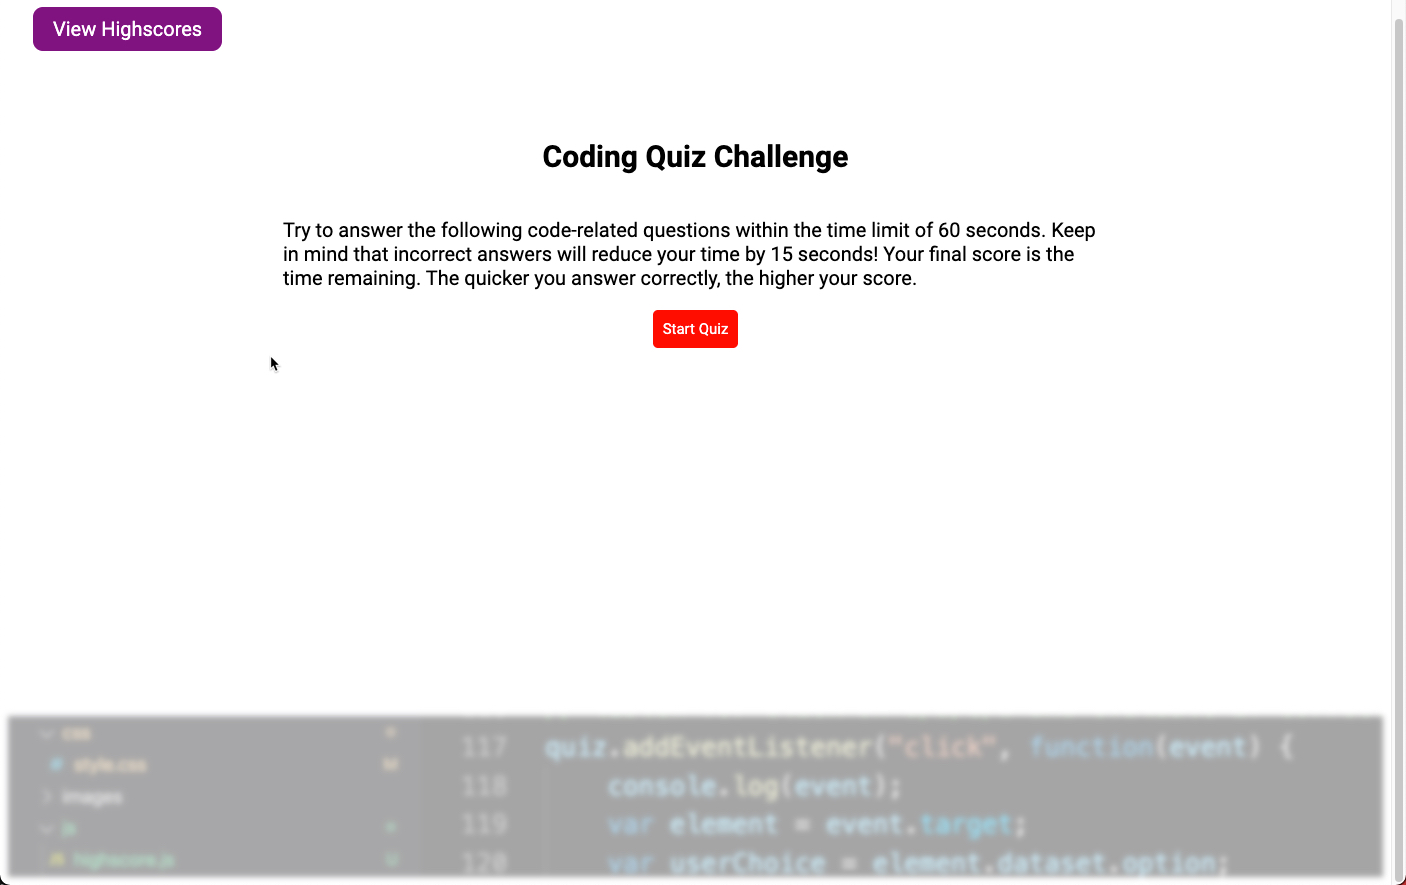 View Highscores
Coding Quiz Challenge
Try to answer the following code-related questions within the time limit of 60 seconds. Keep
in mind that incorrect answers will reduce your time by 15 seconds! Your final score is the
time remaining. The quicker you answer correctly, the higher your score.
Start Quiz
css
style.css
M
images
js
highscore.js
U
117 quiz.addEventListener("click", function(event) {
118 console.log(event);
119 var element = event.target;
120 var userChoice = element.dataset.option;